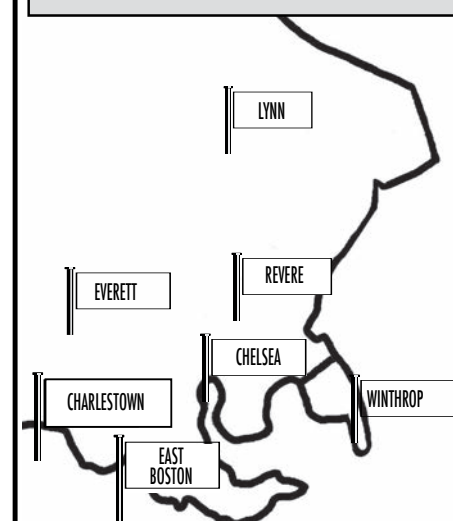 LYNN
REVERE
EVERETT
CHELSEA
CHARLESTOWN
WINTHROP
EAST
BOSTON